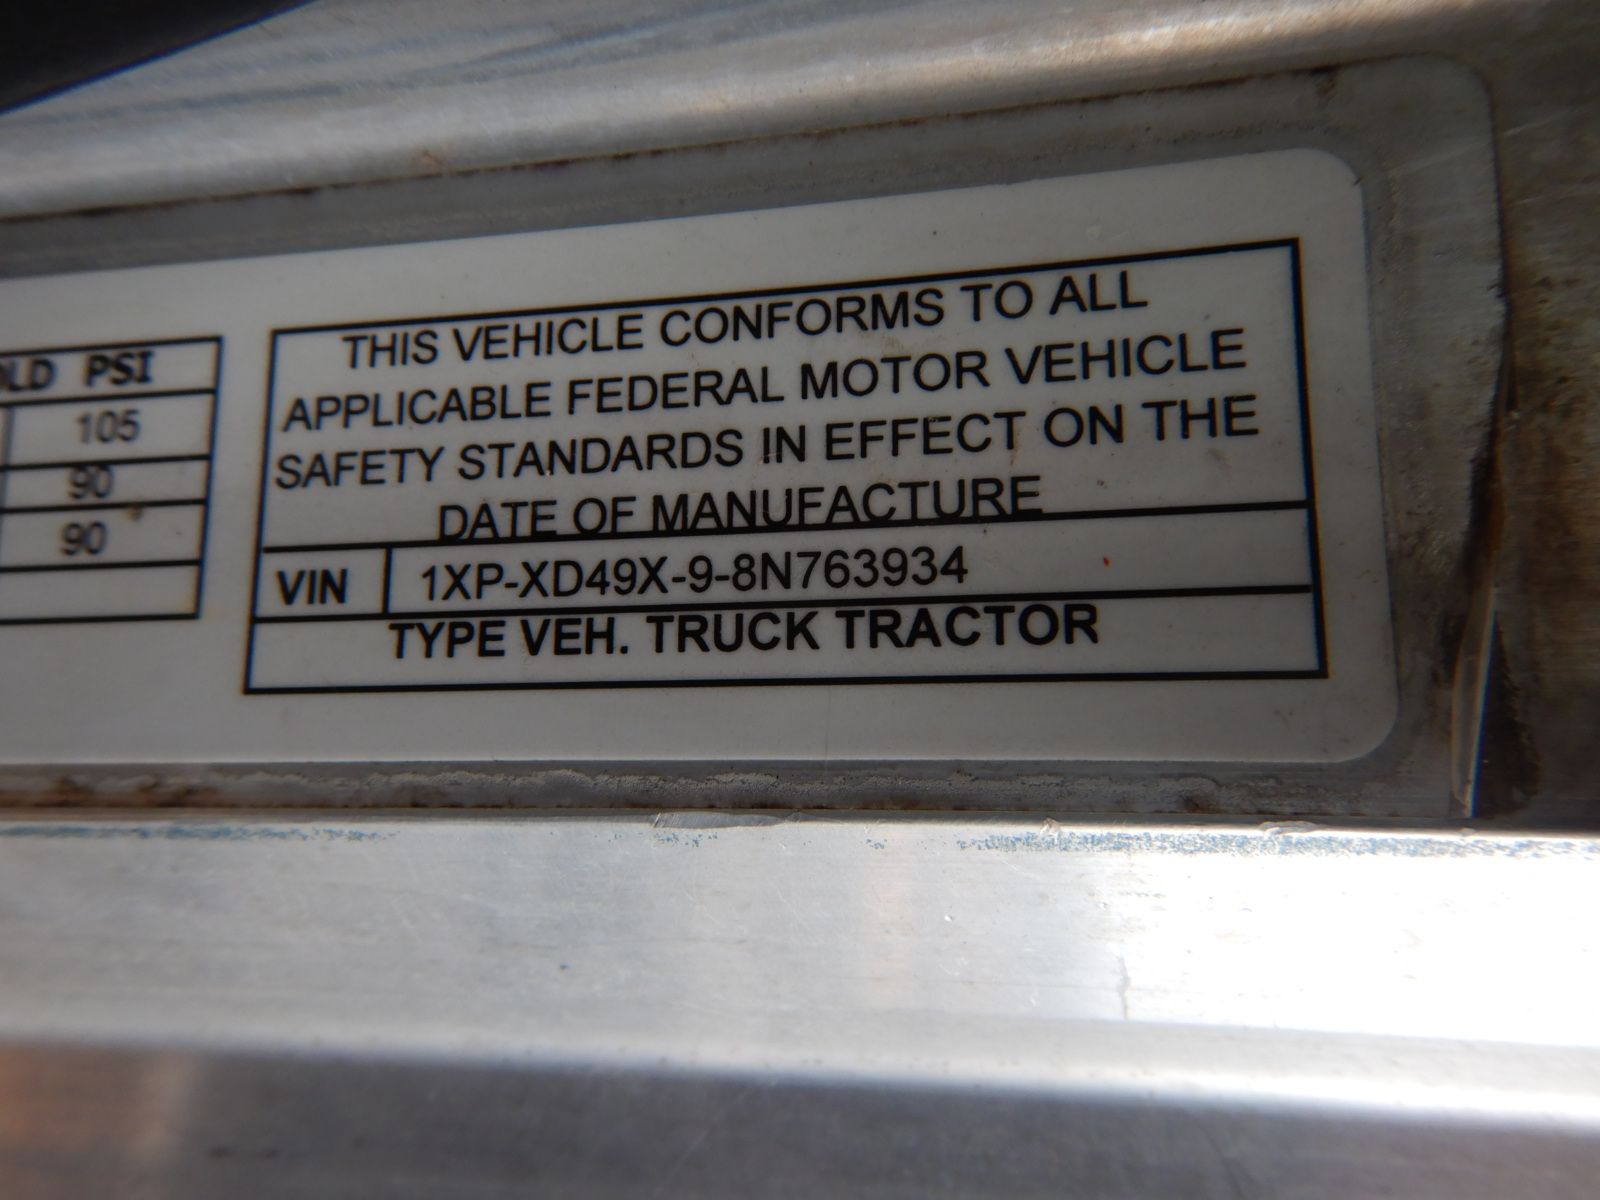 PSI
105
90
90
THIS VEHICLE CONFORMS TO ALL
APPLICABLE FEDERAL MOTOR VEHICLE
SAFETY STANDARDS IN EFFECT ON THE
DATE OF MANUFACTURE
VIN 1XP-XD49X-9-8N763934
TYPE VEH. TRUCK TRACTOR